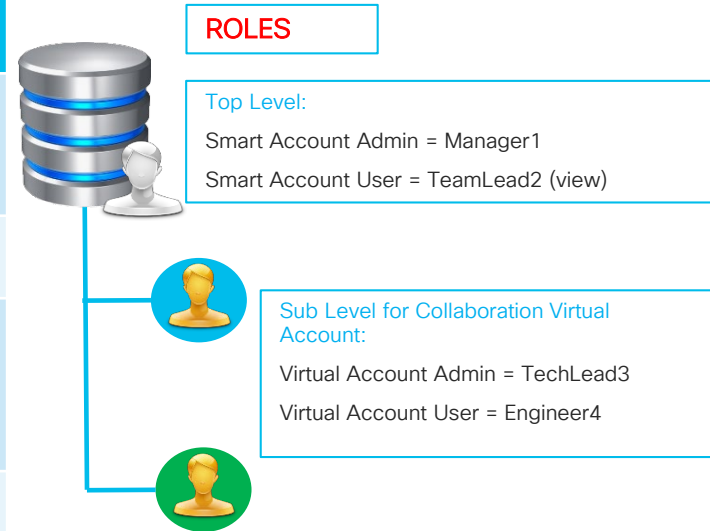 ROLES
Top Level:
Smart Account Admin = Manager1
Smart Account User = TeamLead2 (view)
Sub Level for Collaboration Virtual
Account:
Virtual Account Admin = TechLead3
Virtual Account User = Engineer4